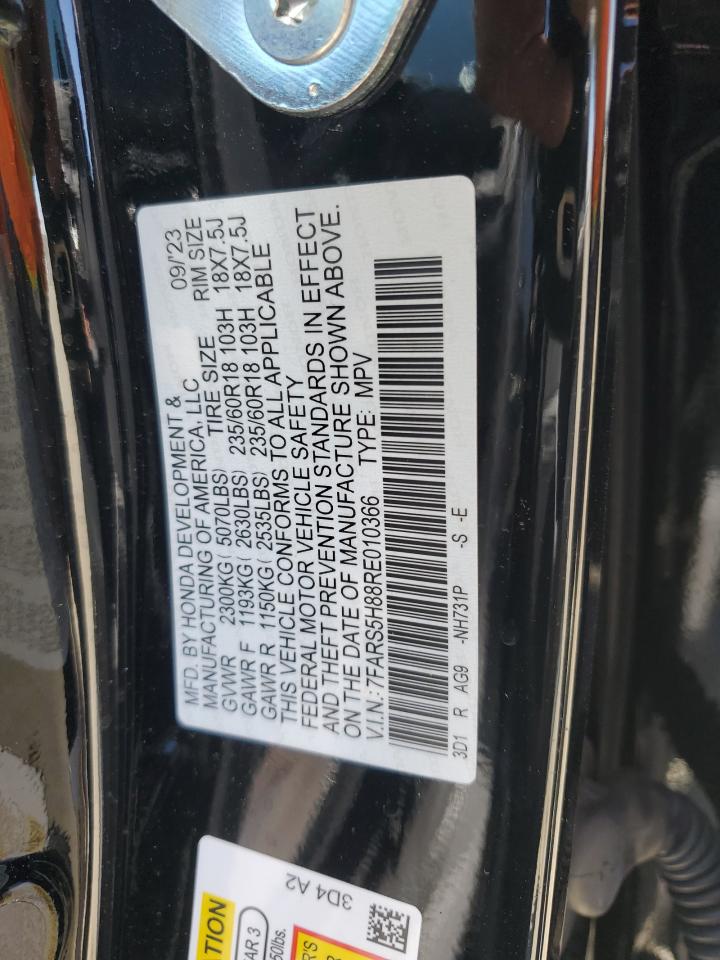 MFD. BY HONDA DEVELOPMENT & 09/'23
MANUFACTURING OF AMERICA, LLC TIRE SIZE RIM SIZE
GVWR 2300KG( 5070LBS) 235/60R18 103H 18X7.5J
GAWR F 1193KG( 2630LBS) 235/60R18 103H 18X7.5J
GAWR R 1150KG( 2535LBS)
THIS VEHICLE CONFORMS TO ALL APPLICABLE
FEDERAL MOTOR VEHICLE SAFETY
AND THEFT PREVENTION STANDARDS IN EFFECT
ON THE DATE OF MANUFACTURE SHOWN ABOVE.
V.I.N.: 7FARS5H88RE010366 TYPE: MPV
3D1 R AG9 -NH731P -S -E
3D4 A2